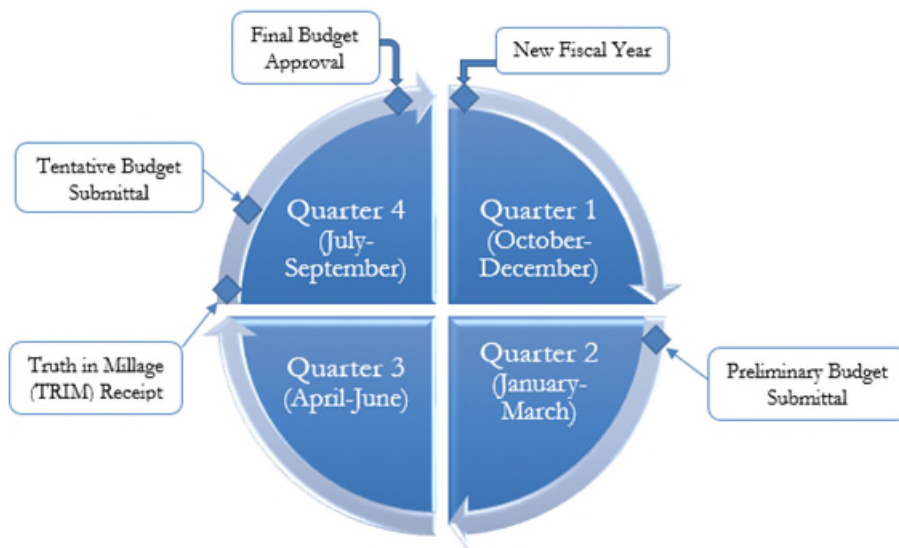 Final Budget
Approval
New Fiscal Year
Tentative Budget
Submittal
Quarter 4
(July-
September)
Quarter 1
(October-
December)
Truth in Millage
(TRIM) Receipt
Quarter 3
(April-June)
Quarter 2
(January-
March)
Preliminary Budget
Submittal